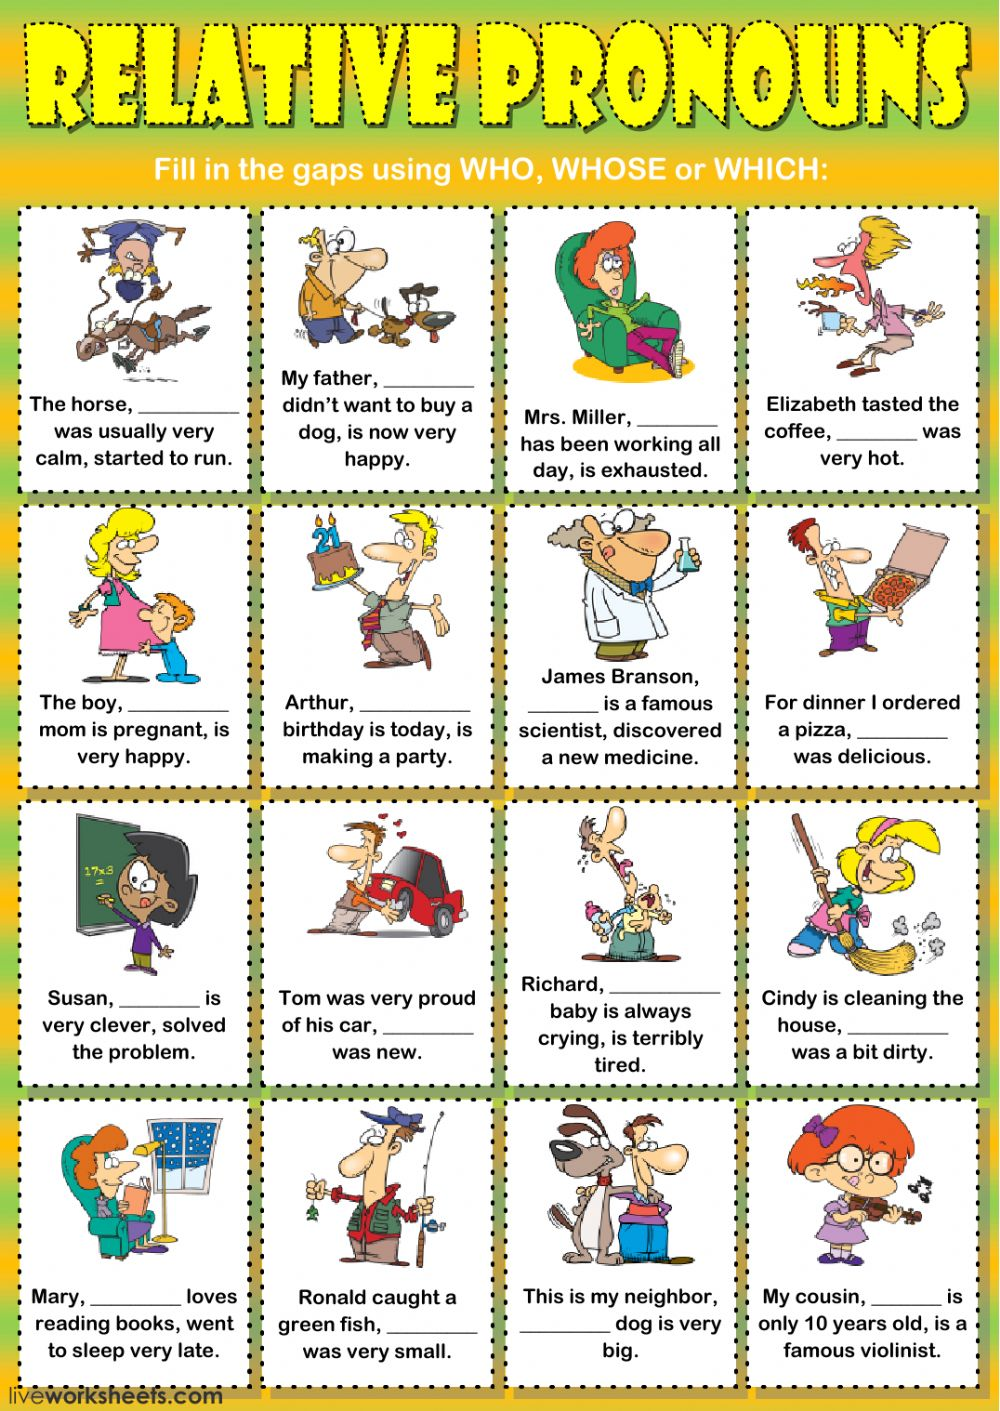 RELATIVE PRONOUNS
Fill in the gaps using WHO, WHOSE or WHICH:
The horse, _________
was usually very
calm, started to run.
My father, ________
didn’t want to buy a
dog, is now very
happy.
Mrs. Miller, _______
has been working all
day, is exhausted.
Elizabeth tasted the
coffee, _______ was
very hot.
The boy, _________
mom is pregnant, is
very happy.
21
Arthur, __________
birthday is today, is
making a party.
James Branson,
_______ is a famous
scientist, discovered
a new medicine.
For dinner I ordered
a pizza, ________
was delicious.
17x3
=
Susan, _______ is
very clever, solved
the problem.
Tom was very proud
of his car, ________
was new.
Richard, __________
baby is always
crying, is terribly
tired.
Cindy is cleaning the
house, _________
was a bit dirty.
Mary, ________ loves
reading books, went
to sleep very late.
Ronald caught a
green fish, ________
was very small.
This is my neighbor,
________ dog is very
big.
My cousin, ______ is
only 10 years old, is a
famous violinist.
liveworksheets.com